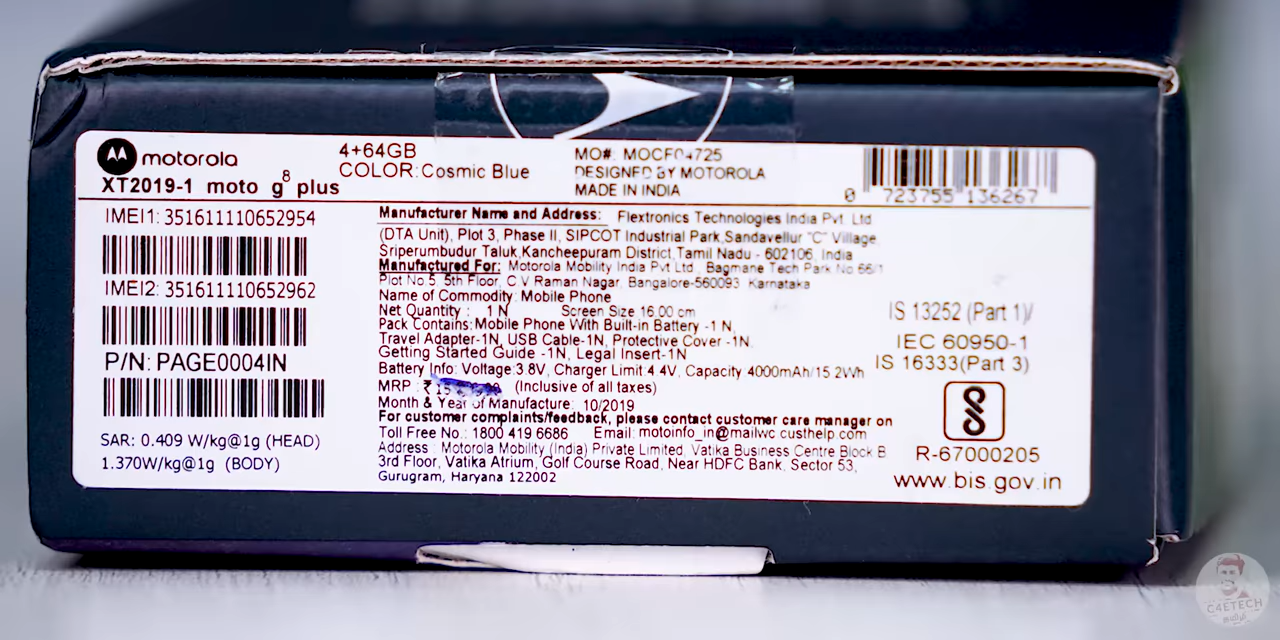 motorola
XT2019-1 moto g8 plus
4+64GB
COLOR:Cosmic Blue
MO#. MOCF04725
DESIGNED BY MOTOROLA
MADE IN INDIA
0 723755 136267
IMEI1: 351611110652954
IMEI2: 351611110652962
P/N: PAGE0004IN
SAR: 0.409 W/kg@1g (HEAD)
1.370W/kg@1g (BODY)
Manufacturer Name and Address: Flextronics Technologies India Pvt. Ltd
(DTA Unit), Plot 3, Phase II, SIPCOT Industrial Park,Sandavellur "C" Village,
Sriperumbudur Taluk,Kancheepuram District,Tamil Nadu - 602106, India
Manufactured For: Motorola Mobility India Pvt Ltd., Bagmane Tech Park No 66/1
Plot No 5, 5th Floor, C.V Raman Nagar, Bangalore-560093 Karnataka
Name of Commodity: Mobile Phone
Net Quantity : 1 N Screen Size 16.00 cm
Pack Contains: Mobile Phone With Built-in Battery -1 N,
Travel Adapter-1N, USB Cable-1N, Protective Cover -1N.
Getting Started Guide -1N, Legal Insert-1N
Battery Info: Voltage:3.8V, Charger Limit:4.4V, Capacity 4000mAh/15.2Wh
MRP : ₹ (Inclusive of all taxes)
Month & Year of Manufacture: 10/2019
For customer complaints/feedback, please contact customer care manager on
Toll Free No.: 1800 419 6686 Email: motoinfo_in@mailwc.custhelp.com
Address : Motorola Mobility (India) Private Limited, Vatika Business Centre Block B
3rd Floor, Vatika Atrium, Golf Course Road, Near HDFC Bank, Sector 53,
Gurugram, Haryana 122002
IS 13252 (Part 1)/
IEC 60950-1
IS 16333(Part 3)
R-67000205
www.bis.gov.in
C4ETECH
தமிழ்